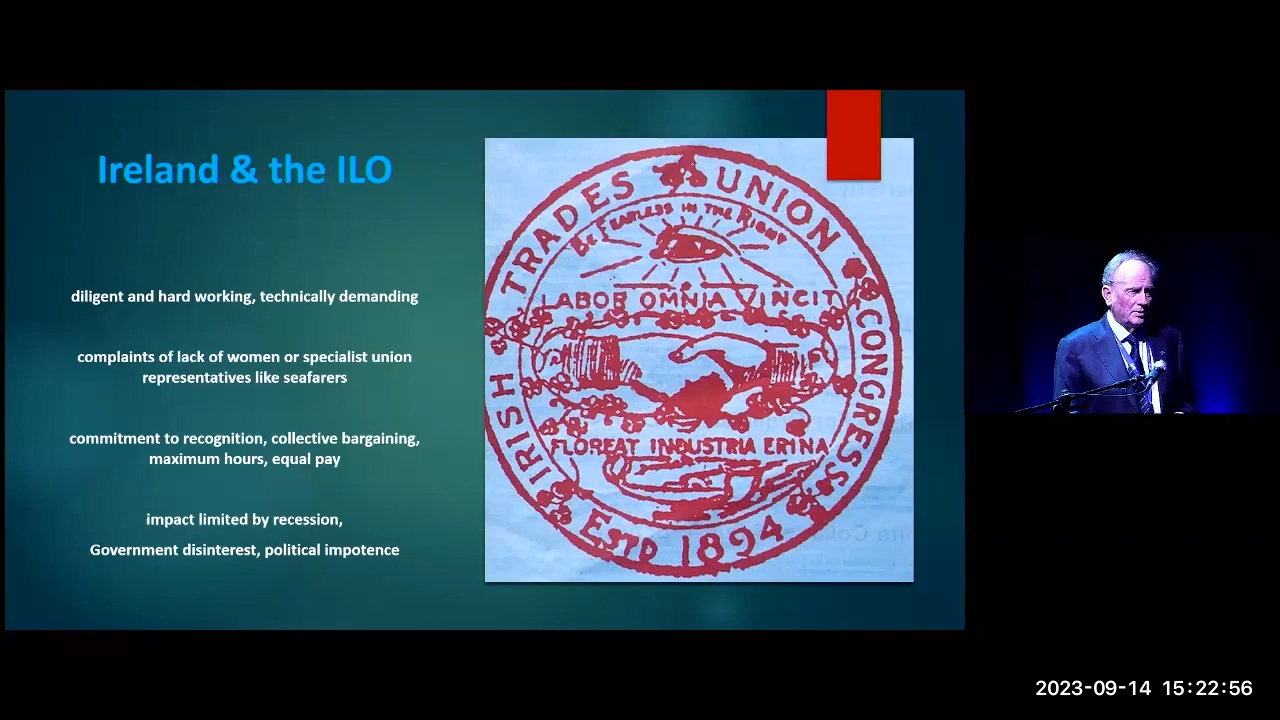 Ireland & the ILO
diligent and hard working, technically demanding
complaints of lack of women or specialist union
representatives like seafarers
commitment to recognition, collective bargaining,
maximum hours, equal pay
impact limited by recession,
Government disinterest, political impotence
IRISH TRADES UNION CONGRESS
BE FEARLESS IN THE RIGHT
LABOR OMNIA VINCIT
FLOREAT INDUSTRIA ERINA
ESTD 1894
2023-09-14 15:22:56